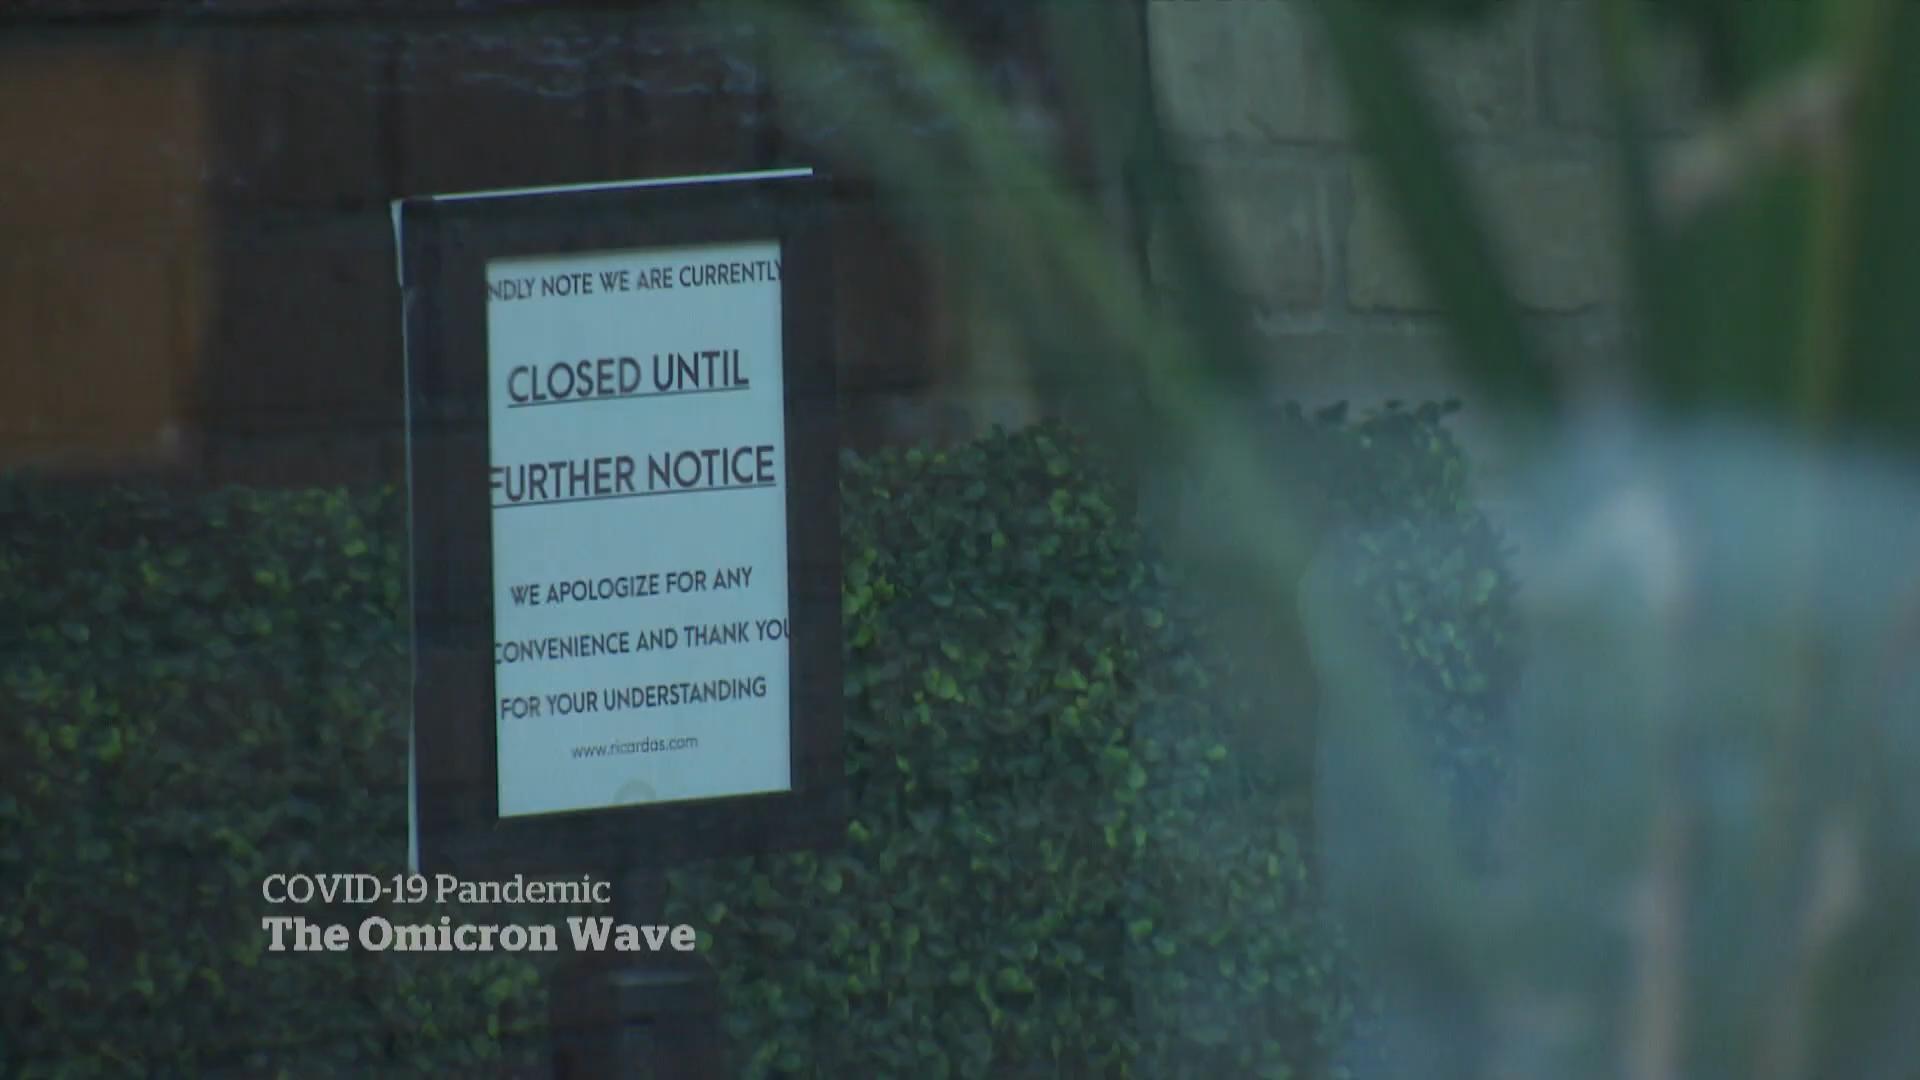 NDLY NOTE WE ARE CURRENTLY
CLOSED UNTIL
FURTHER NOTICE
WE APOLOGIZE FOR ANY
CONVENIENCE AND THANK YOU
FOR YOUR UNDERSTANDING
www.ricardas.com
COVID-19 Pandemic
The Omicron Wave